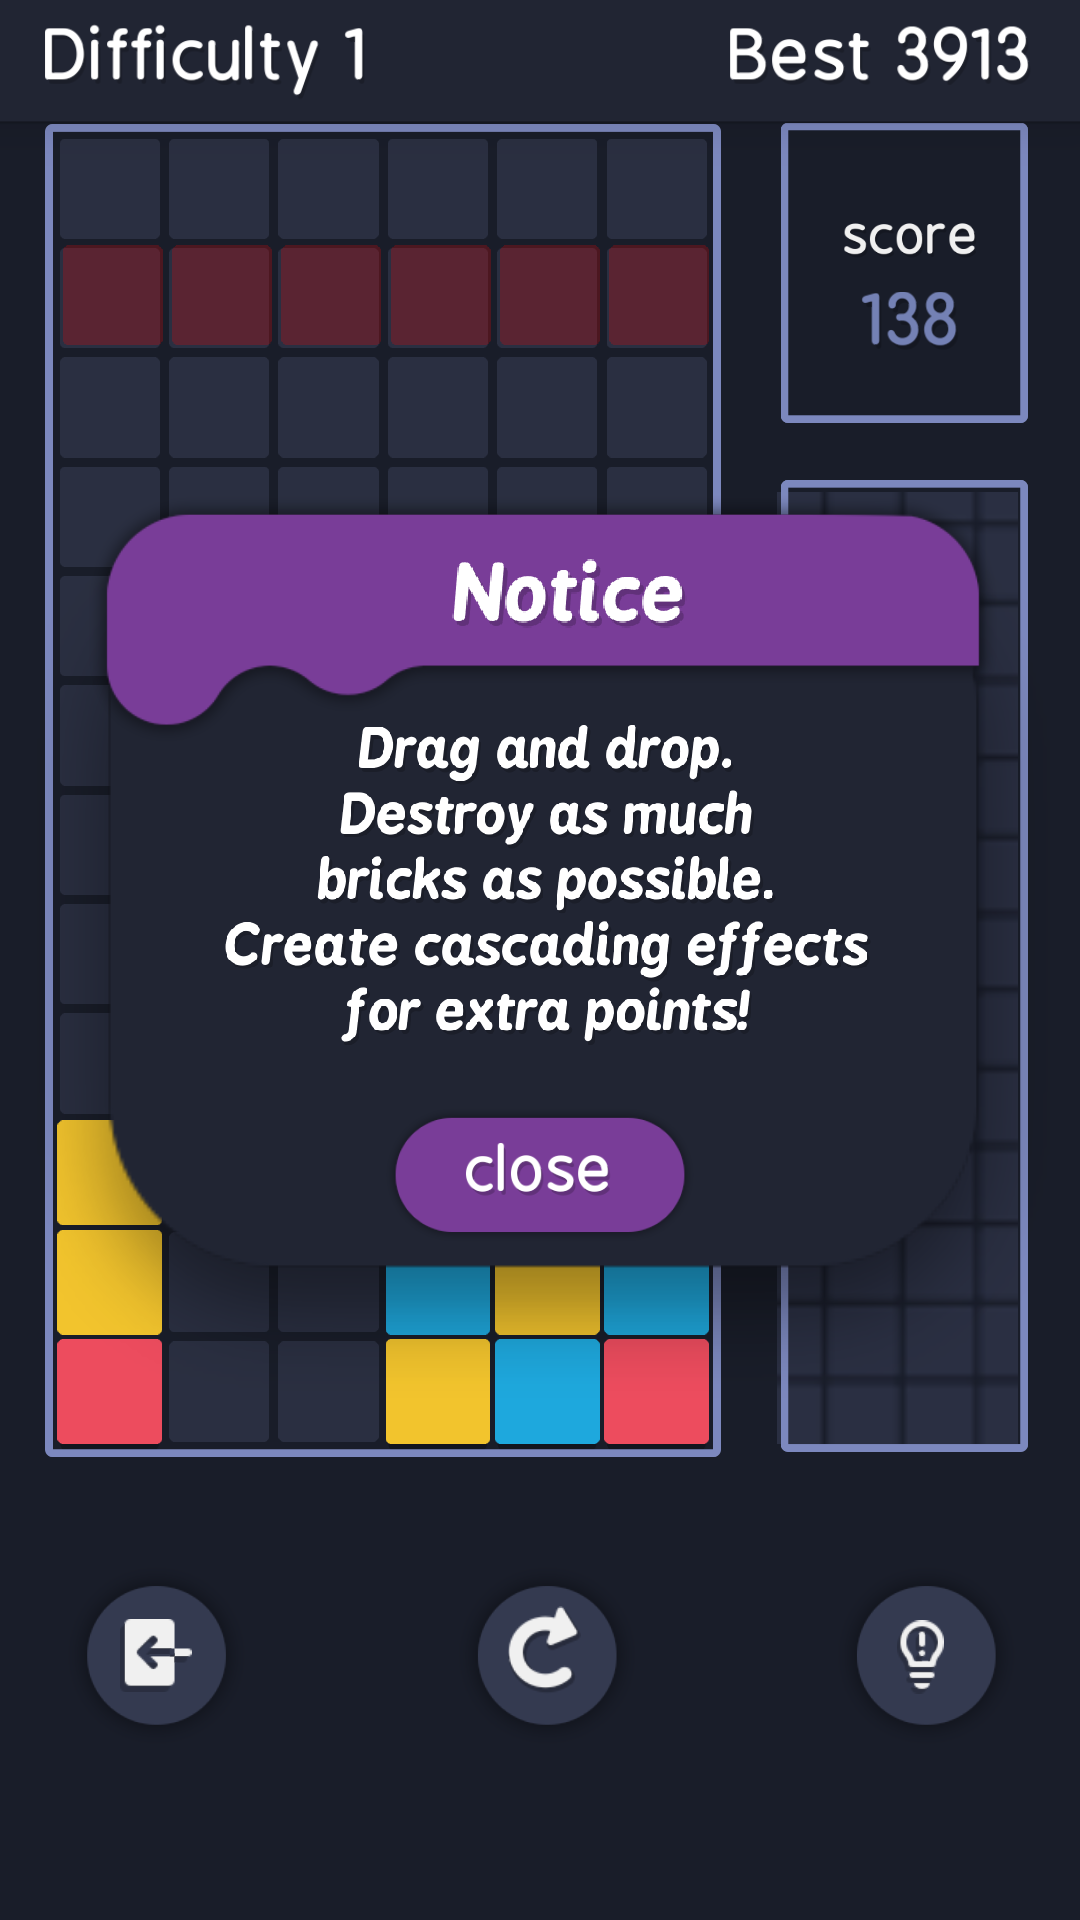 Difficulty 1
Best 3913
score
138
Notice
Drag and drop.
Destroy as much
bricks as possible.
Create cascading effects
for extra points!
close